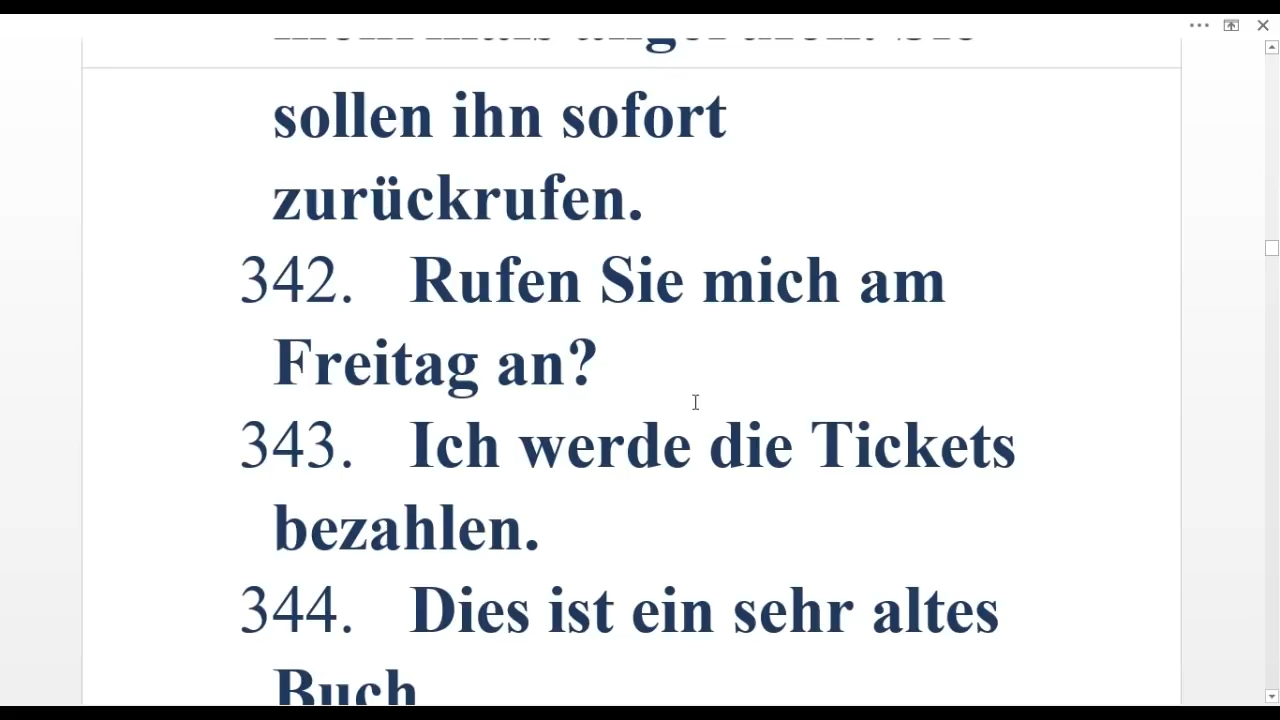 sollen ihn sofort
zurückrufen.
342. Rufen Sie mich am
Freitag an?
343. Ich werde die Tickets
bezahlen.
344. Dies ist ein sehr altes
Buch